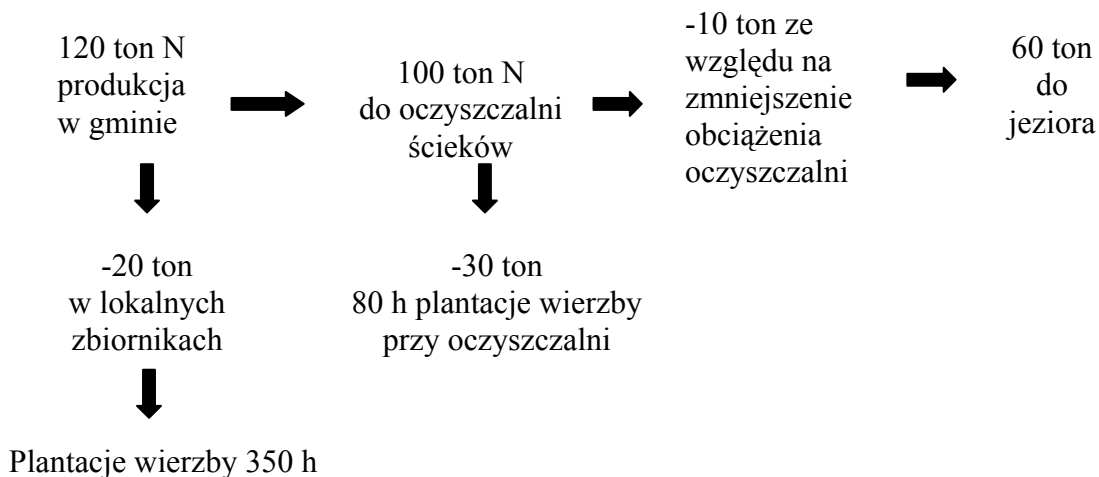 120 ton N
produkcja
w gminie
100 ton N
do oczyszczalni
ścieków
-10 ton ze
względu na
zmniejszenie
obciążenia
oczyszczalni
60 ton
do
jeziora
-20 ton
w lokalnych
zbiornikach
-30 ton
80 h plantacje wierzby
przy oczyszczalni
Plantacje wierzby 350 h